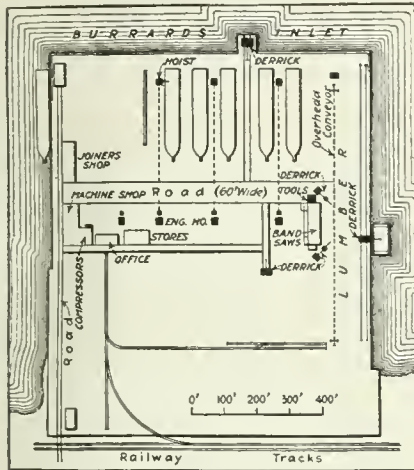 BURRARDS INLET
HOIST
DERRICK
Overhead
Conveyor
JOINERS
SHOP
DERRICK
MACHINE SHOP Road (60' Wide)
TOOLS
LUMBER
DERRICK
ENG. HO.
STORES
BAND
SAWS
OFFICE
DERRICK
COMPRESSORS
Road
0' 100' 200' 300' 400'
Railway Tracks